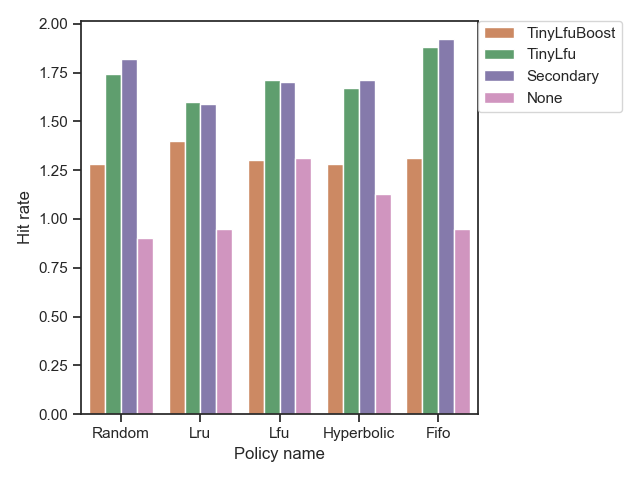 2.00
1.75
1.50
1.25
1.00
0.75
0.50
0.25
0.00
Hit rate
Random Lru Lfu Hyperbolic Fifo
Policy name
TinyLfuBoost
TinyLfu
Secondary
None